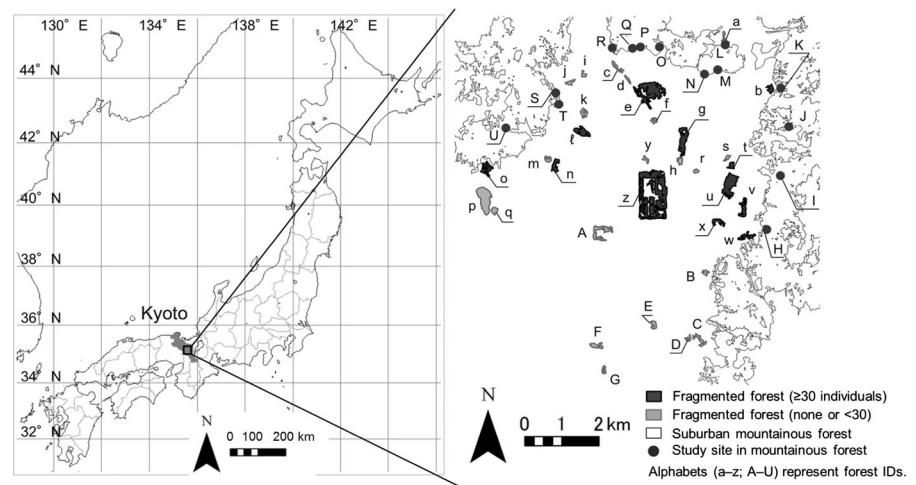 130° E 134° E 138° E 142° E
44° N
42° N
40° N
38° N
36° N
34° N
32° N
Kyoto
N
0 100 200 km
R Q P O L a K
c d e f i j k
S T U ℓ
N M b J
g h y r s t
m n o p q
z u v x w
A I H
B C D E F G
N
0 1 2 km
Fragmented forest (≥30 individuals)
Fragmented forest (none or <30)
Suburban mountainous forest
Study site in mountainous forest
Alphabets (a–z; A–U) represent forest IDs.